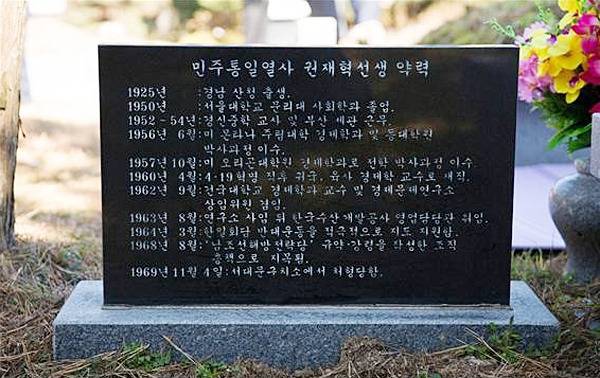 민주통일열사 권재혁선생 약력
1925년 :경남 산청 출생.
1950년 :서울대학교 문리대 사회학과 졸업.
1952 - 54년:경신중학 교사 및 부산 세관 근무.
1956년 6월:미 몬타나 주립대학 경제학과 및 동대학원
박사과정 이수.
1957년 10월:미 오리곤대학원 경제학과로 전학 박사과정 이수
1960년 4월:4·19혁명 직후 귀국, 육사 경제학 교수로 재직.
1962년 9월:건국대학교 경제학과 교수 및 경제문제연구소
상임위원 겸임.
1963년 8월:연구소 사임 뒤 한국수산개발공사 영업담당관 취임.
1964년 3월:한일회담 반대운동을 적극적으로 지도 지원함.
1968년 8월:'남조선해방전략당' 규약·강령을 작성한 조직
총책으로 지목됨.
1969년 11월 4일:서대문구치소에서 처형당함.